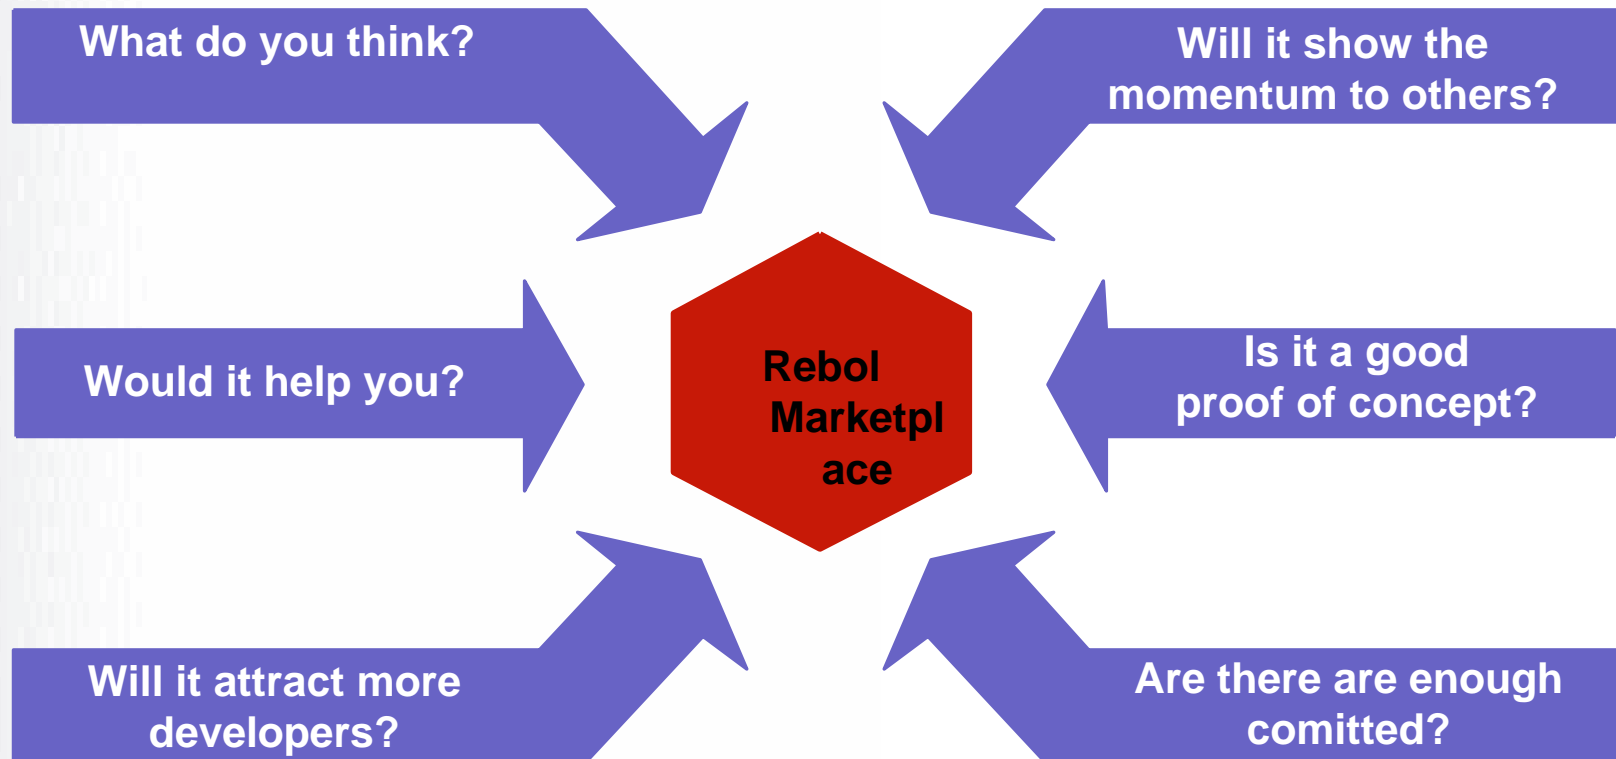 What do you think?
Will it show the
momentum to others?
Would it help you?
Rebol
Marketpl
ace
Is it a good
proof of concept?
Will it attract more
developers?
Are there are enough
comitted?